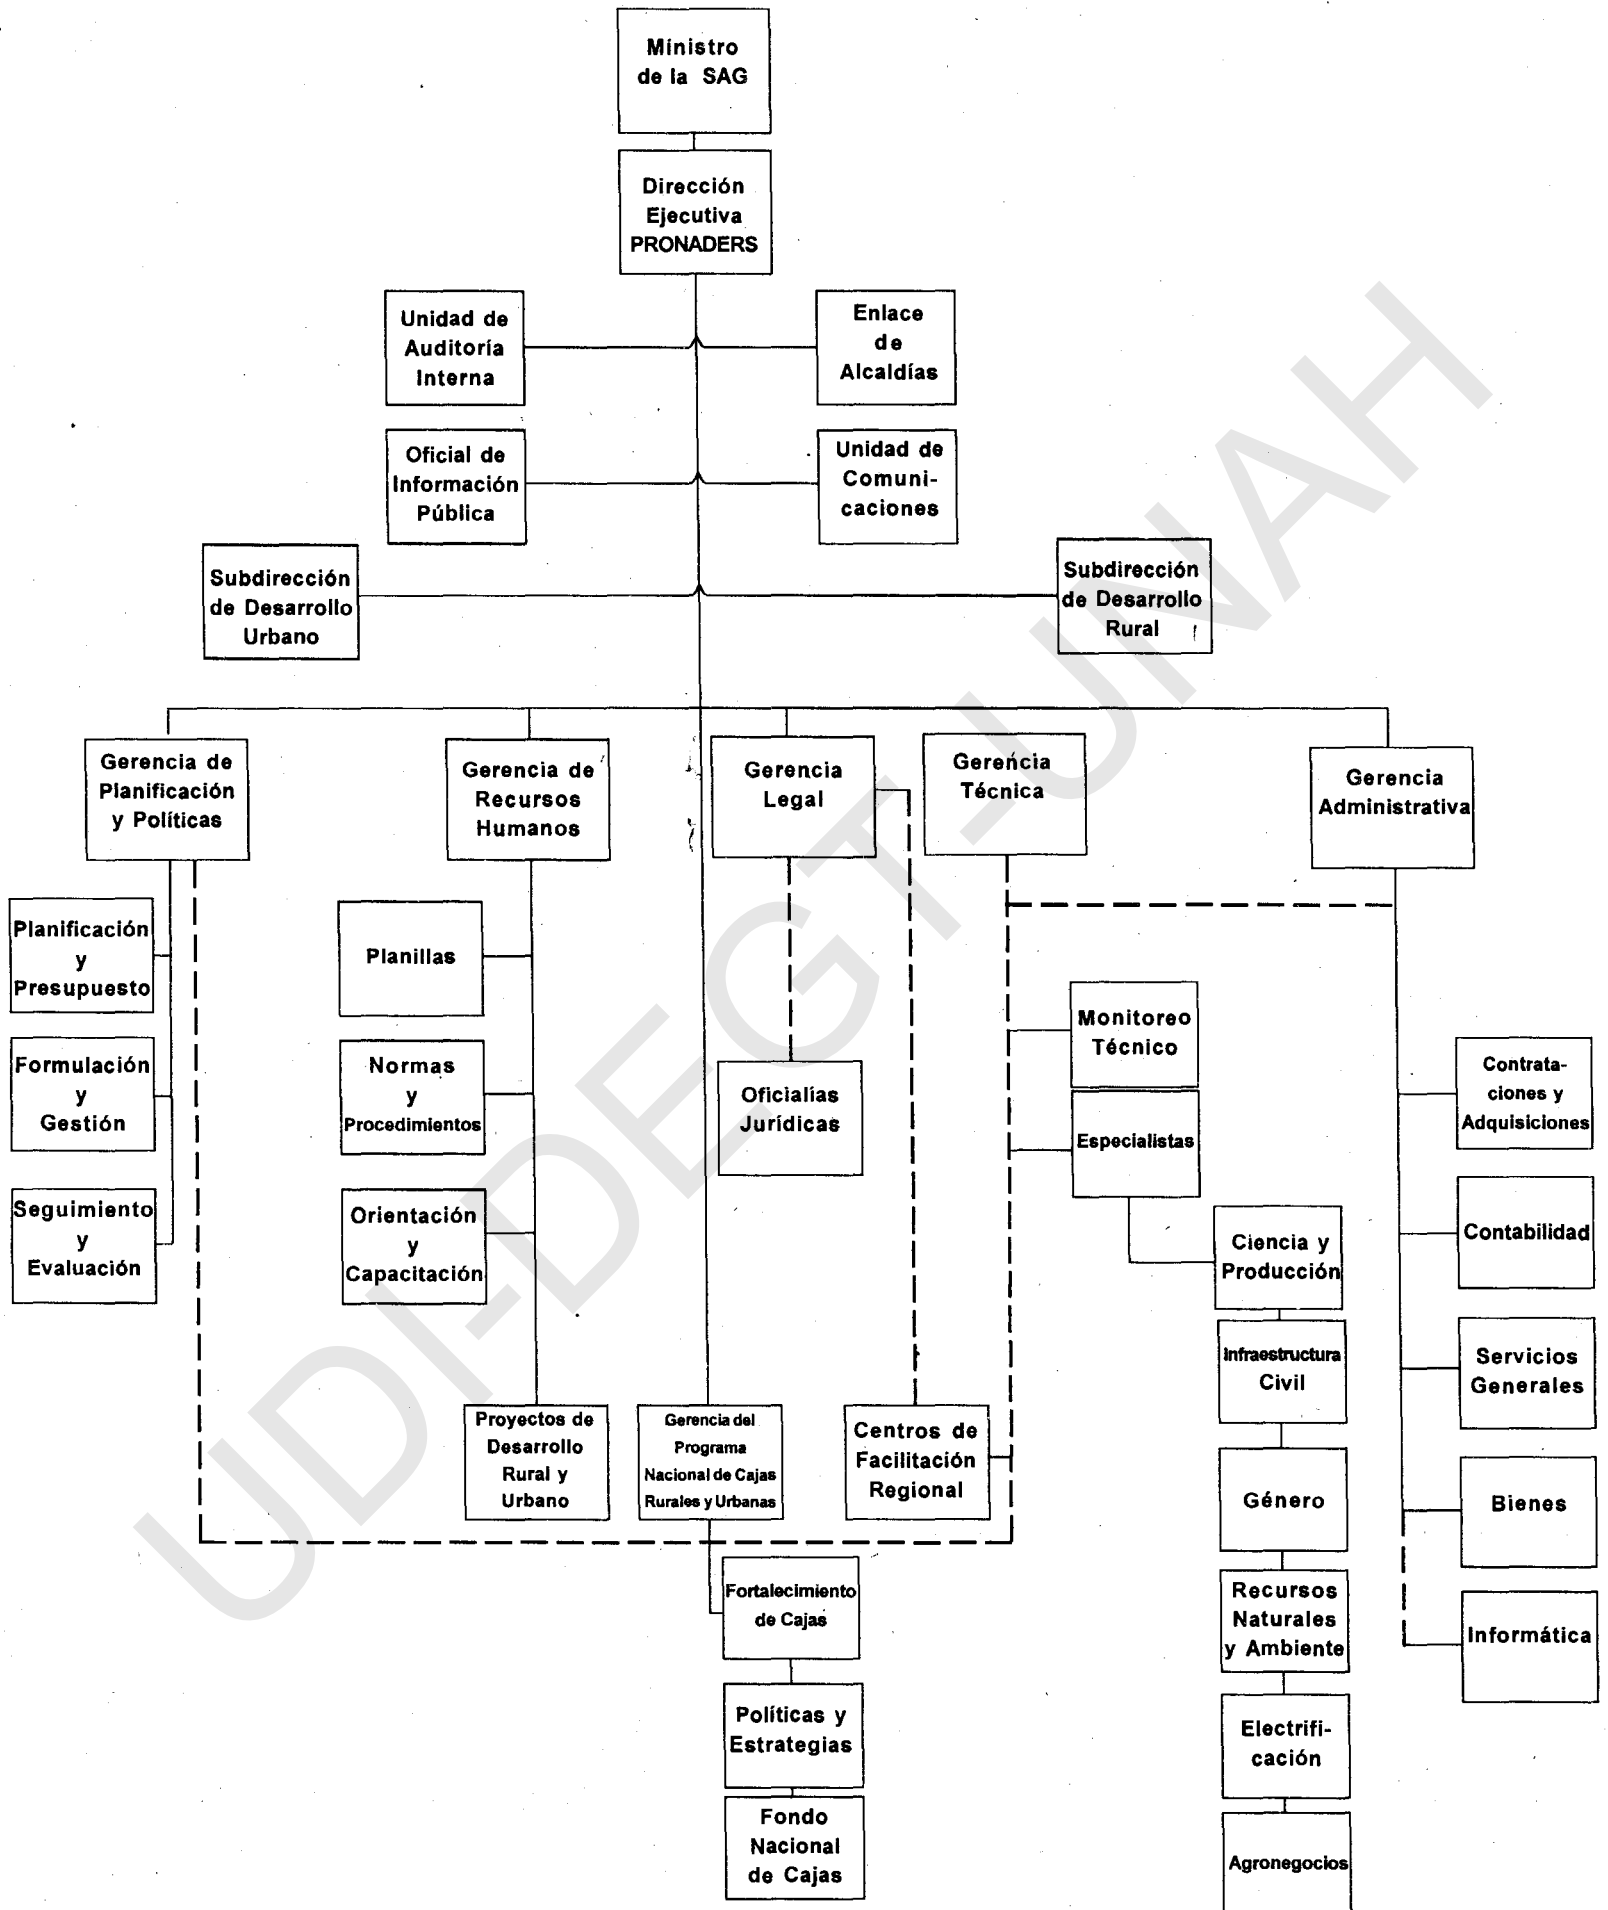 Ministro
de la SAG
Dirección
Ejecutiva
PRONADERS
Unidad de
Auditoría
Interna
Enlace
de
Alcaldías
Oficial de
Información
Pública
Unidad de
Comuni-
caciones
Subdirección
de Desarrollo
Urbano
Subdirección
de Desarrollo
Rural
Gerencia de
Planificación
y Políticas
Gerencia de
Recursos
Humanos
Gerencia
Legal
Gerencia
Técnica
Gerencia
Administrativa
Planificación
y
Presupuesto
Formulación
y
Gestión
Seguimiento
y
Evaluación
Planillas
Normas
y
Procedimientos
Orientación
y
Capacitación
Proyectos de
Desarrollo
Rural y
Urbano
Oficialías
Jurídicas
Gerencia del
Programa
Nacional de Cajas
Rurales y Urbanas
Centros de
Facilitación
Regional
Fortalecimiento
de Cajas
Políticas y
Estrategias
Fondo
Nacional
de Cajas
Monitoreo
Técnico
Especialistas
Ciencia y
Producción
Infraestructura
Civil
Género
Recursos
Naturales
y Ambiente
Electrifi-
cación
Agronegocios
Contrata-
ciones y
Adquisiciones
Contabilidad
Servicios
Generales
Bienes
Informática
UDI-DEGT-UNAH